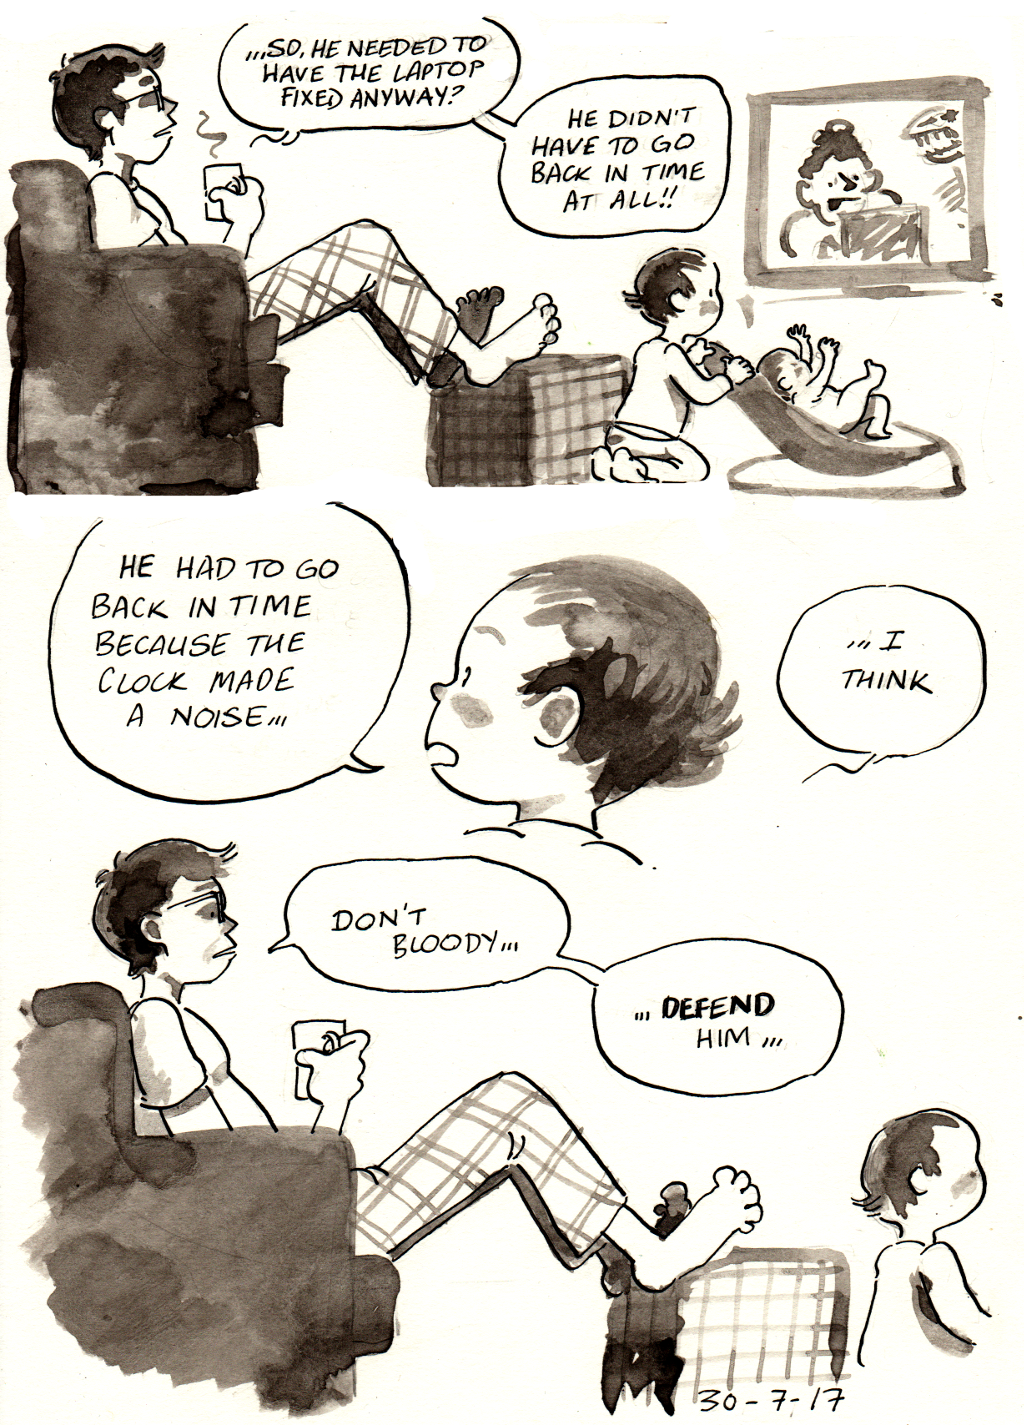 ,,,SO, HE NEEDED TO
HAVE THE LAPTOP
FIXED ANYWAY?
HE DIDN'T
HAVE TO GO
BACK IN TIME
AT ALL!!
HE HAD TO GO
BACK IN TIME
BECAUSE THE
CLOCK MADE
A NOISE,,,
,,, I
THINK
DON'T
BLOODY,,,
,,, DEFEND
HIM ,,,
30-7-17